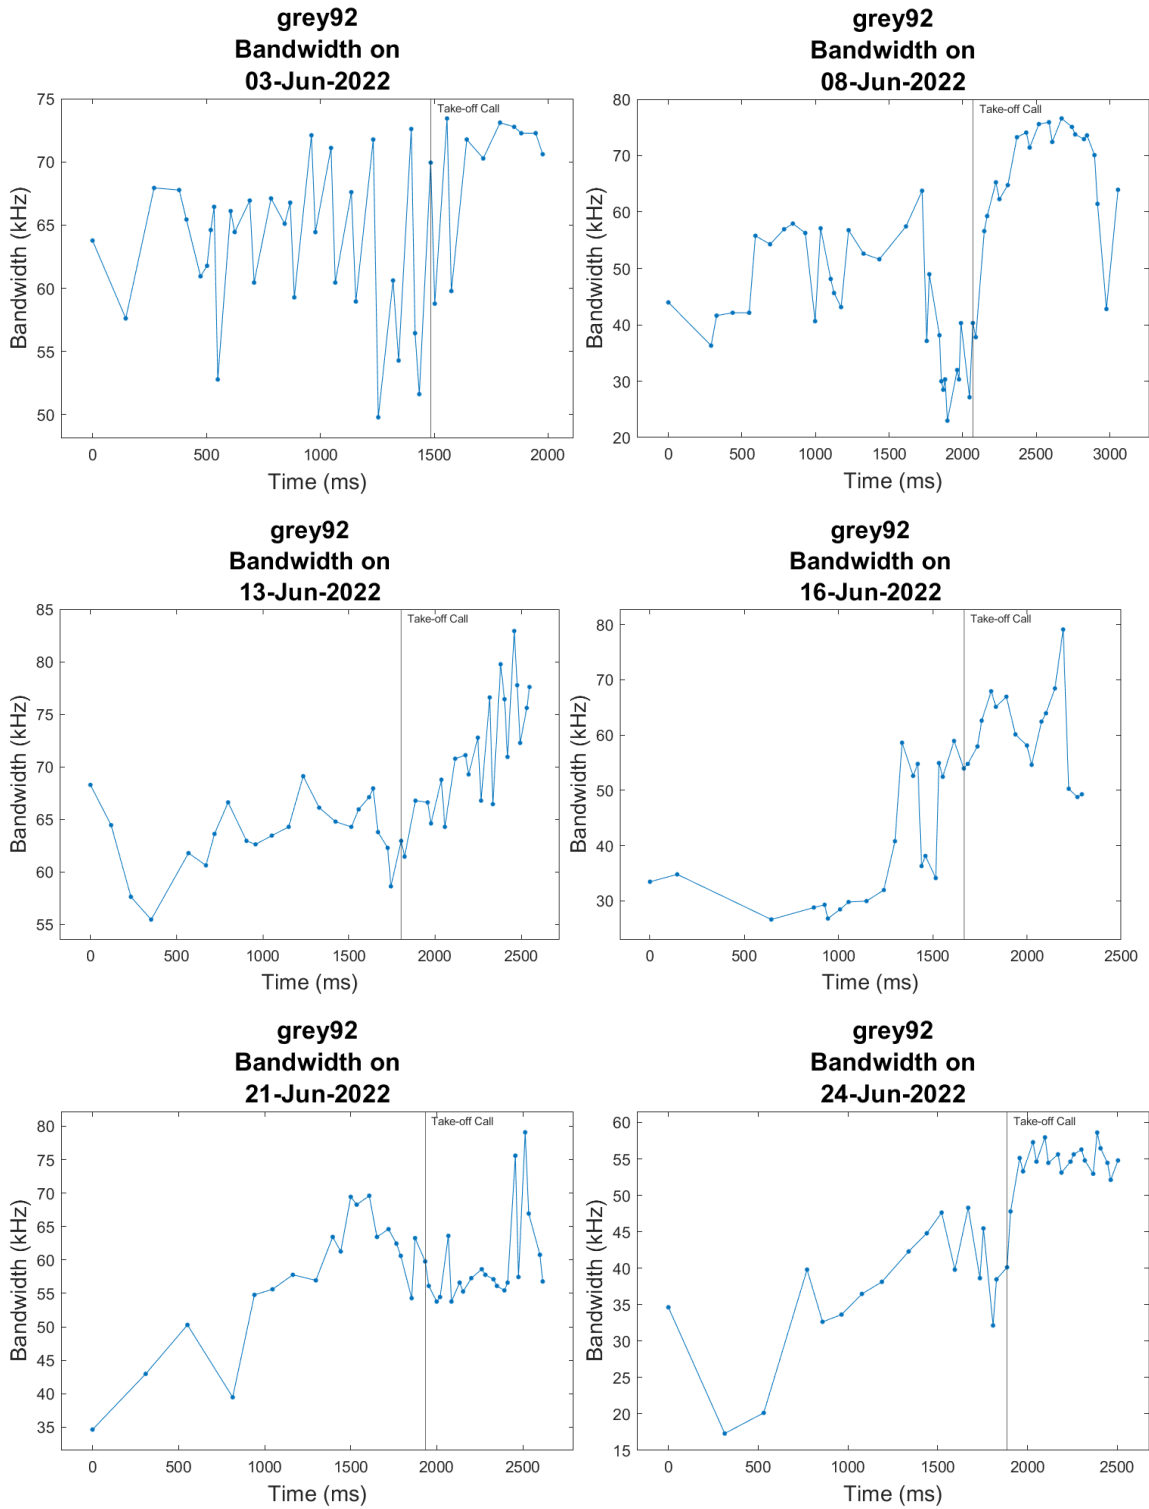 grey92
Bandwidth on
03-Jun-2022
Take-off Call
75
70
65
60
55
50
Bandwidth (kHz)
0 500 1000 1500 2000
Time (ms)
grey92
Bandwidth on
08-Jun-2022
Take-off Call
80
70
60
50
40
30
20
Bandwidth (kHz)
0 500 1000 1500 2000 2500 3000
Time (ms)
grey92
Bandwidth on
13-Jun-2022
Take-off Call
85
80
75
70
65
60
55
Bandwidth (kHz)
0 500 1000 1500 2000 2500
Time (ms)
grey92
Bandwidth on
16-Jun-2022
Take-off Call
80
70
60
50
40
30
Bandwidth (kHz)
0 500 1000 1500 2000 2500
Time (ms)
grey92
Bandwidth on
21-Jun-2022
Take-off Call
80
75
70
65
60
55
50
45
40
35
Bandwidth (kHz)
0 500 1000 1500 2000 2500
Time (ms)
grey92
Bandwidth on
24-Jun-2022
Take-off Call
60
55
50
45
40
35
30
25
20
15
Bandwidth (kHz)
0 500 1000 1500 2000 2500
Time (ms)